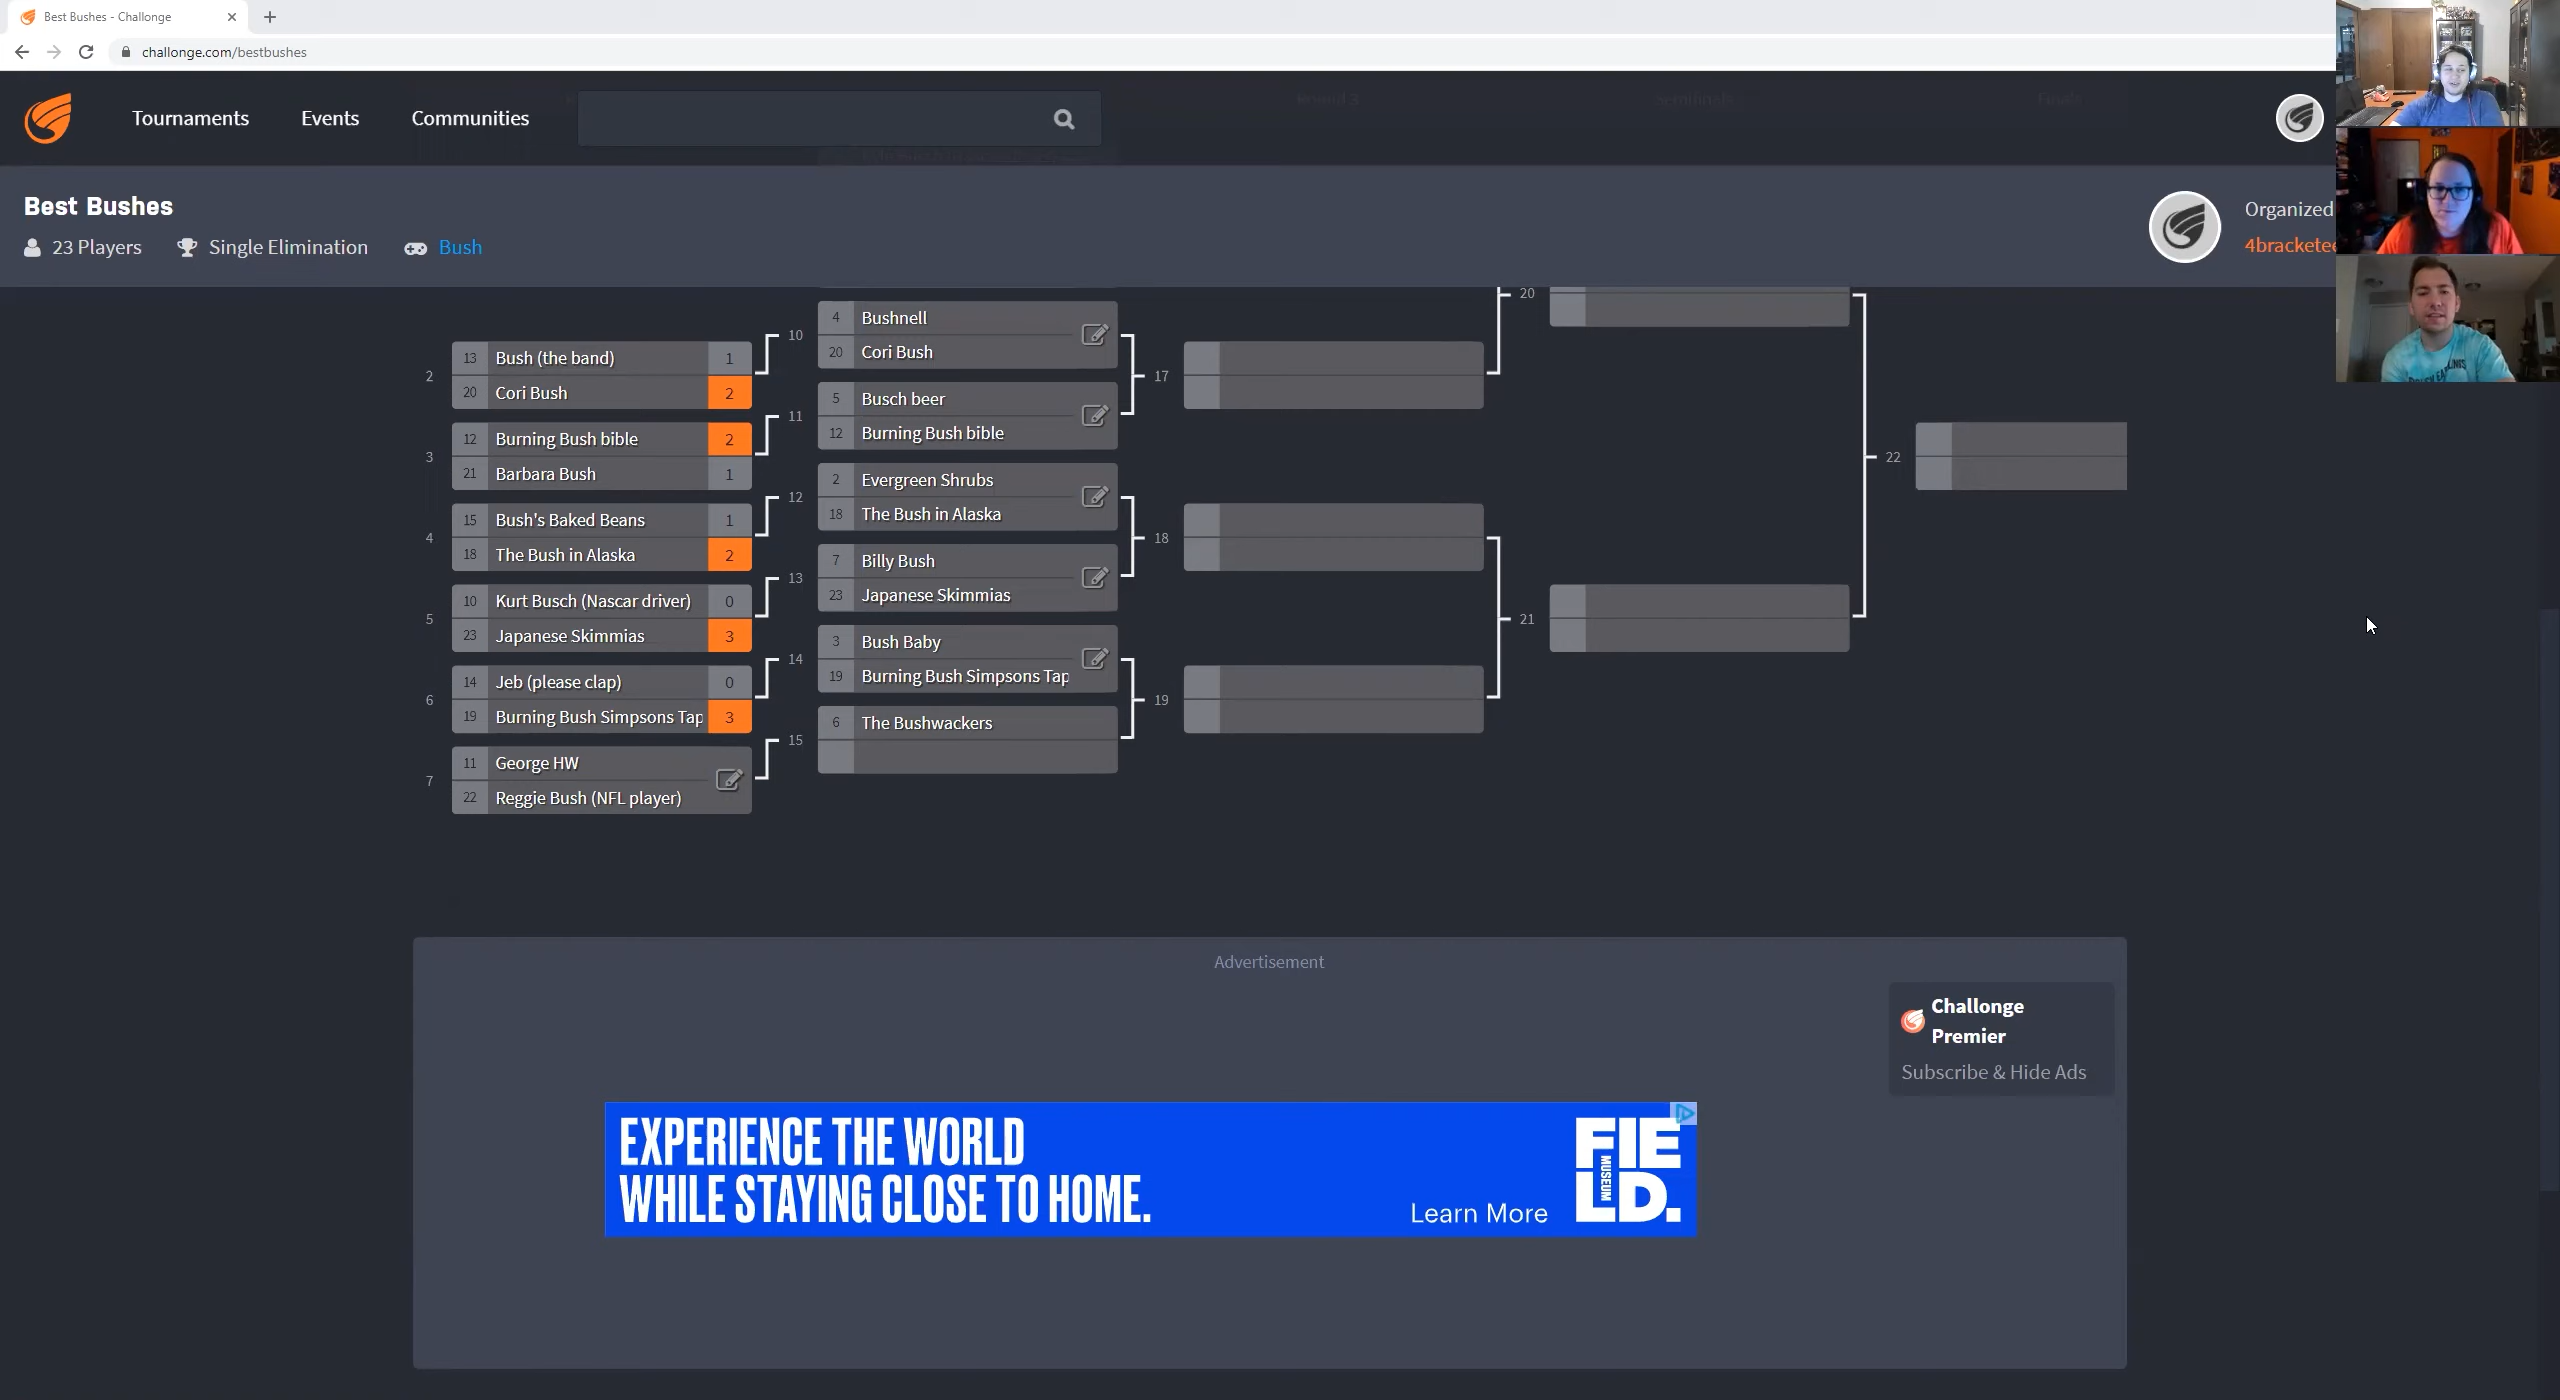 Best Bushes - Challonge
challonge.com/bestbushes
Tournaments
Events
Communities
Round 3
Semifinals
Finals
Best Bushes
23 Players
Single Elimination
Bush
Organized
4brackete
2
13 Bush (the band) 1
20 Cori Bush 2
3
12 Burning Bush bible 2
21 Barbara Bush 1
4
15 Bush's Baked Beans 1
18 The Bush in Alaska 2
5
10 Kurt Busch (Nascar driver) 0
23 Japanese Skimmias 3
6
14 Jeb (please clap) 0
19 Burning Bush Simpsons Tap 3
7
11 George HW
22 Reggie Bush (NFL player)
10
4 Bushnell
20 Cori Bush
11
5 Busch beer
12 Burning Bush bible
12
2 Evergreen Shrubs
18 The Bush in Alaska
13
7 Billy Bush
23 Japanese Skimmias
14
3 Bush Baby
19 Burning Bush Simpsons Tap
15
6 The Bushwackers
17
18
19
20
21
22
Advertisement
Challonge
Premier
Subscribe & Hide Ads
EXPERIENCE THE WORLD
WHILE STAYING CLOSE TO HOME.
Learn More
FIE
LD.
MUSEUM